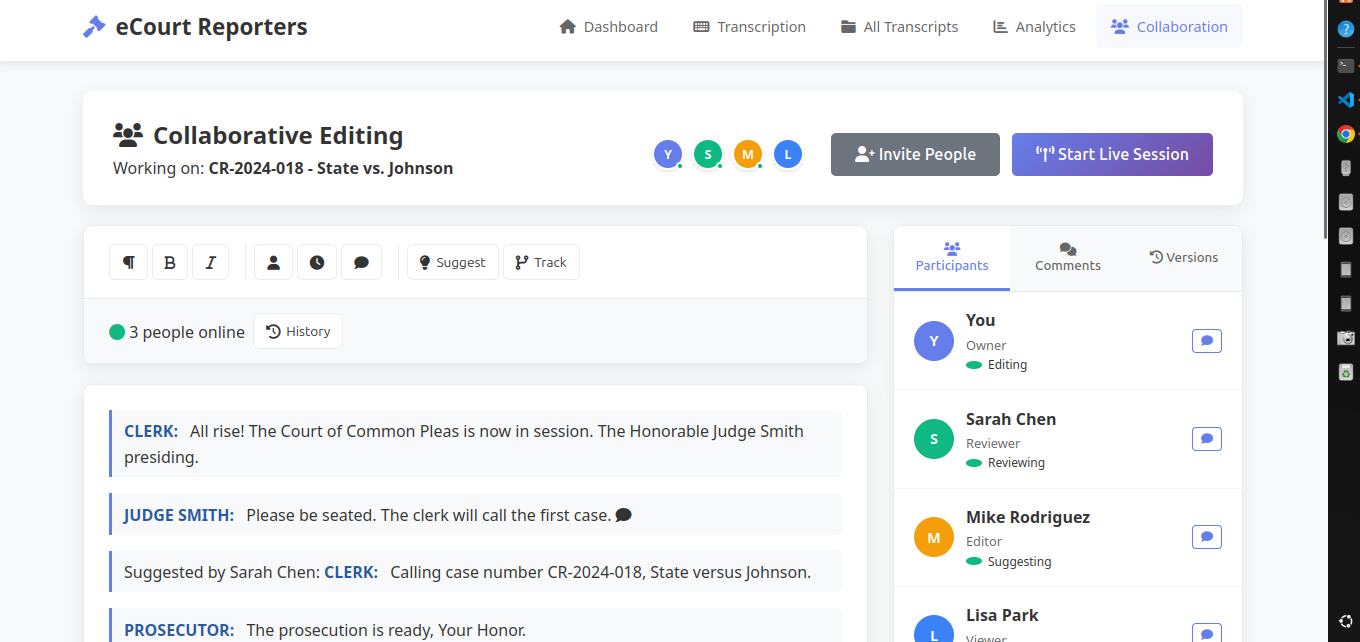 eCourt Reporters
Dashboard
Transcription
All Transcripts
Analytics
Collaboration
Collaborative Editing
Working on: CR-2024-018 - State vs. Johnson
Y
S
M
L
Invite People
Start Live Session
¶
B
I
Suggest
Track
3 people online
History
CLERK: All rise! The Court of Common Pleas is now in session. The Honorable Judge Smith
presiding.
JUDGE SMITH: Please be seated. The clerk will call the first case.
Suggested by Sarah Chen: CLERK: Calling case number CR-2024-018, State versus Johnson.
PROSECUTOR: The prosecution is ready, Your Honor.
Participants
Comments
Versions
Y
You
Owner
Editing
S
Sarah Chen
Reviewer
Reviewing
M
Mike Rodriguez
Editor
Suggesting
L
Lisa Park
Viewer